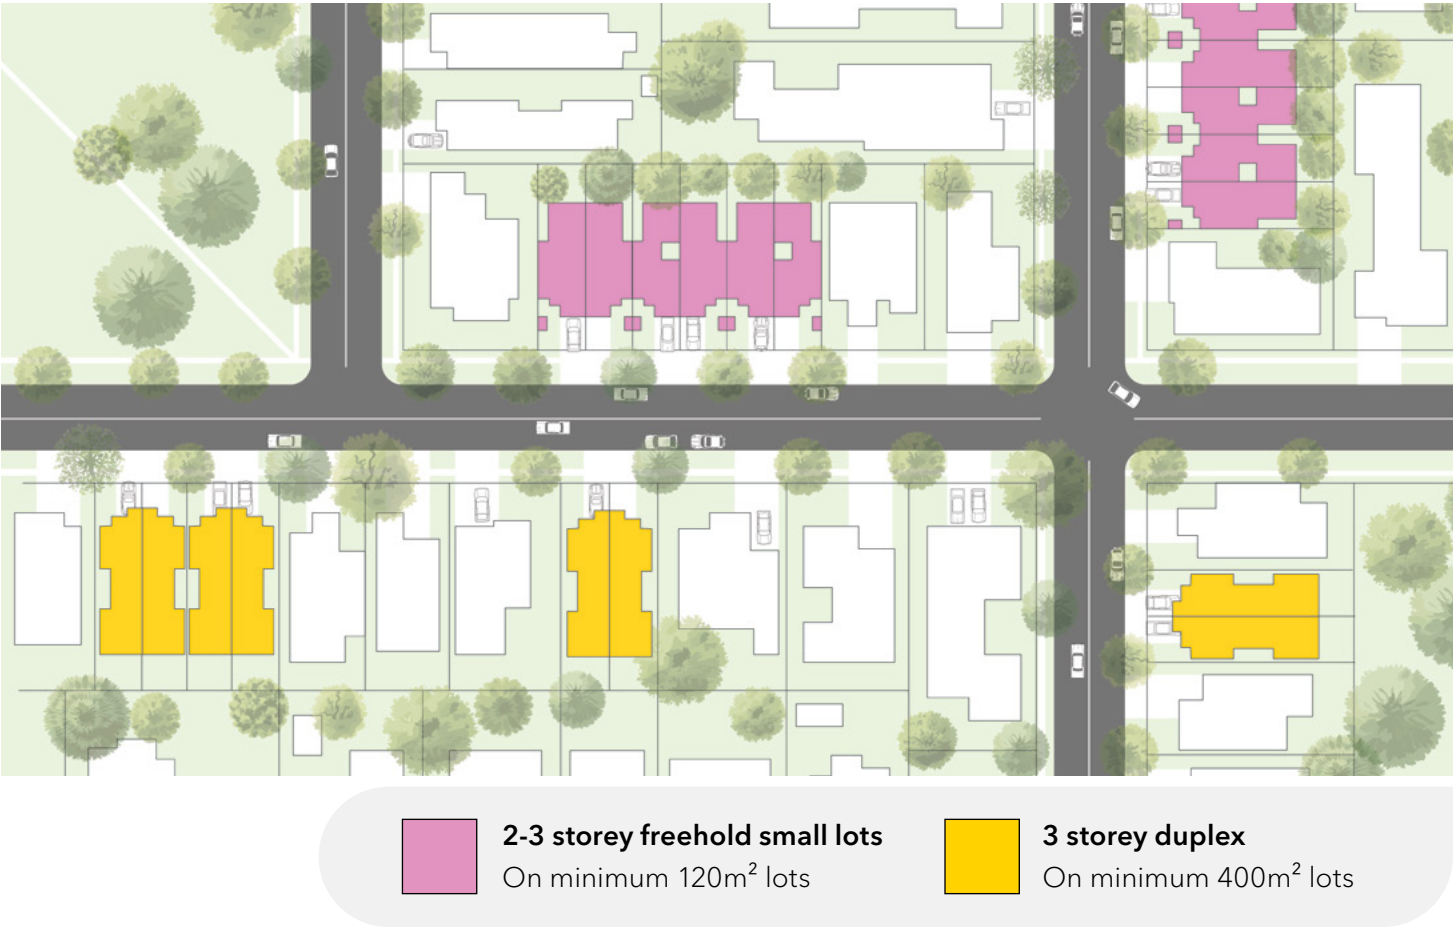 2-3 storey freehold small lots
On minimum 120m² lots
3 storey duplex
On minimum 400m² lots